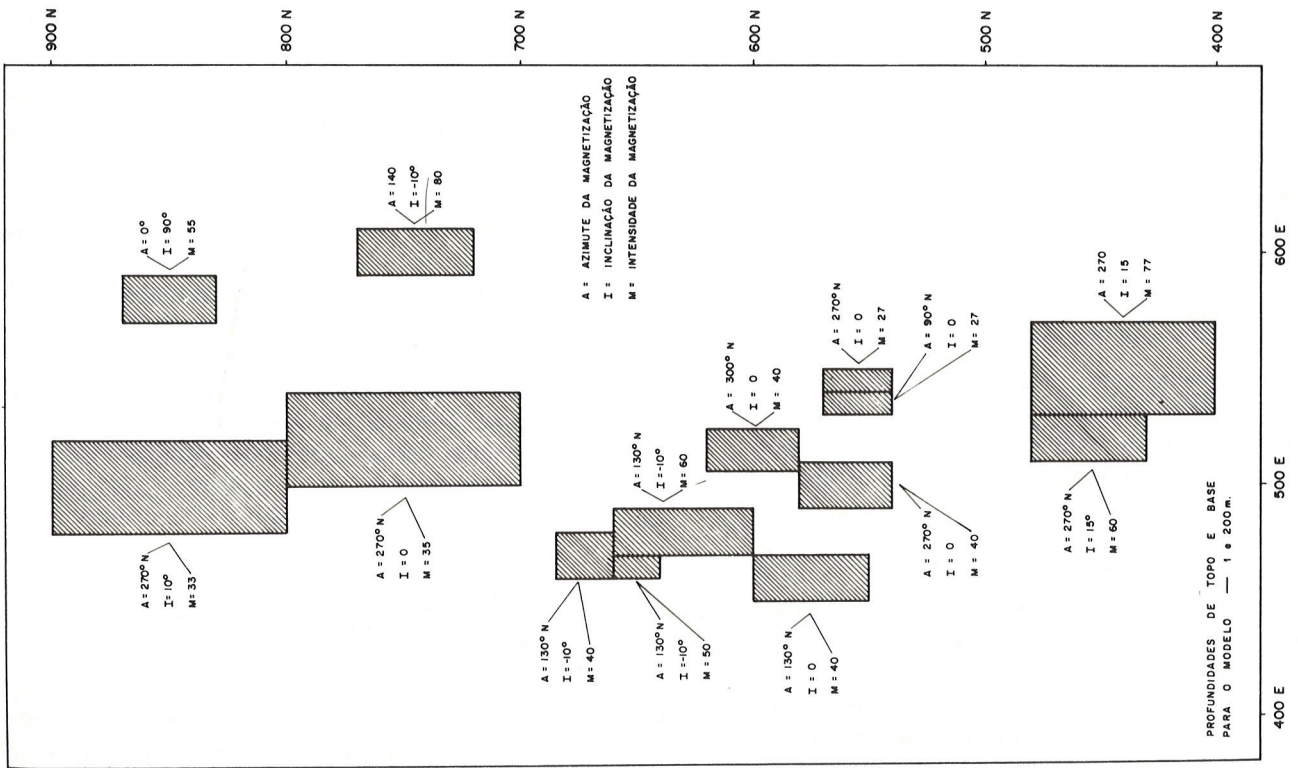 900 N
800 N
700 N
600 N
500 N
400 N
A = 0°
I = 90°
M = 55
A = 140
I = -10°
M = 80
A = AZIMUTE DA MAGNETIZAÇÃO
I = INCLINAÇÃO DA MAGNETIZAÇÃO
M = INTENSIDADE DA MAGNETIZAÇÃO
A = 270° N
I = 10°
M = 33
A = 270° N
I = 0
M = 35
A = 130° N
I = -10°
M = 40
A = 130° N
I = -10°
M = 50
A = 130° N
I = -10°
M = 60
A = 130° N
I = 0
M = 40
A = 300° N
I = 0
M = 40
A = 270° N
I = 0
M = 40
A = 270° N
I = 0
M = 27
A = 90° N
I = 0
M = 27
A = 270
I = 15
M = 77
A = 270° N
I = 15°
M = 60
PROFUNDIDADES DE TOPO E BASE
PARA O MODELO — 1 e 200m.
600 E
500 E
400 E